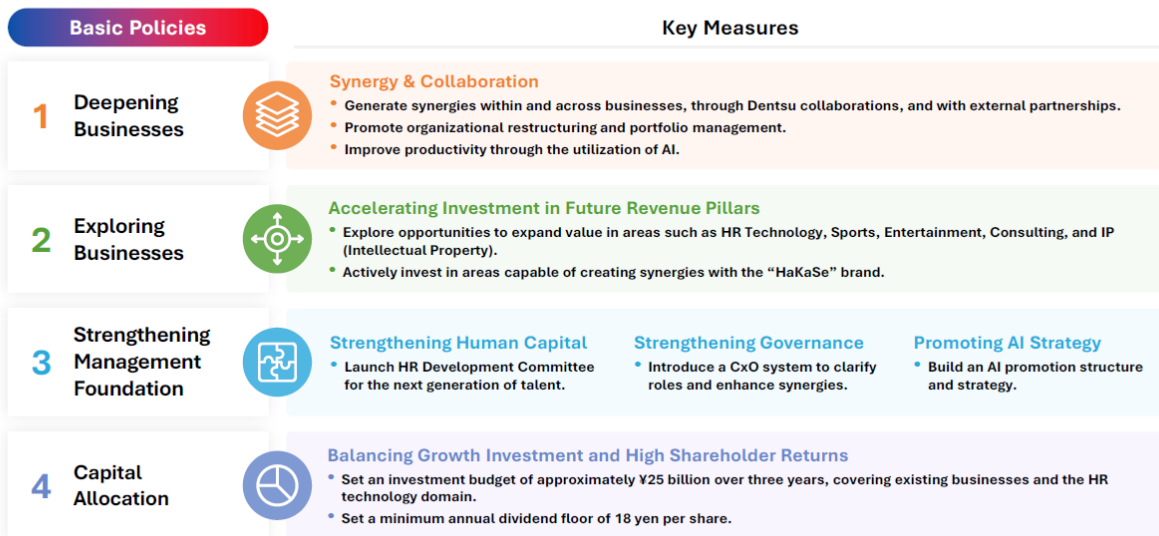 Basic Policies
Key Measures
1
Deepening
Businesses
Synergy & Collaboration
• Generate synergies within and across businesses, through Dentsu collaborations, and with external partnerships.
• Promote organizational restructuring and portfolio management.
• Improve productivity through the utilization of AI.
2
Exploring
Businesses
Accelerating Investment in Future Revenue Pillars
• Explore opportunities to expand value in areas such as HR Technology, Sports, Entertainment, Consulting, and IP
(Intellectual Property).
• Actively invest in areas capable of creating synergies with the “HaKaSe” brand.
3
Strengthening
Management
Foundation
Strengthening Human Capital
• Launch HR Development Committee
for the next generation of talent.
Strengthening Governance
• Introduce a CxO system to clarify
roles and enhance synergies.
Promoting AI Strategy
• Build an AI promotion structure
and strategy.
4
Capital
Allocation
Balancing Growth Investment and High Shareholder Returns
• Set an investment budget of approximately ¥25 billion over three years, covering existing businesses and the HR
technology domain.
• Set a minimum annual dividend floor of 18 yen per share.